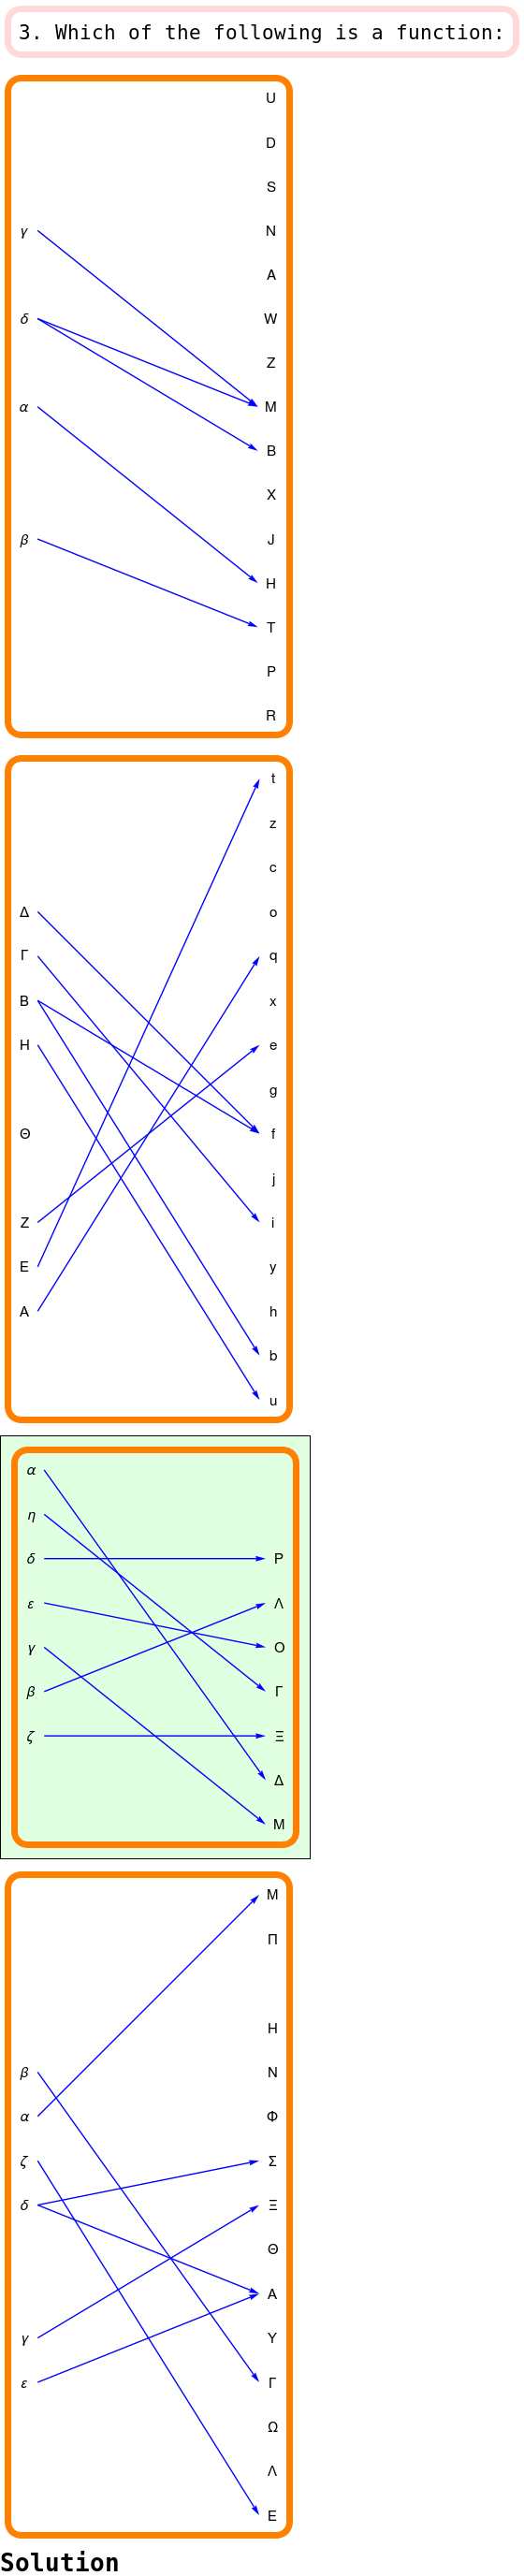 3. Which of the following is a function:
U
D
S
γ N
A
δ W
Z
α M
B
X
β J
H
T
P
R
t
z
c
Δ o
Γ q
Β x
Η e
g
Θ f
j
Ζ i
Ε y
Α h
b
u
α
η
δ Ρ
ε Λ
γ Ο
β Γ
ζ Ξ
Δ
Μ
Μ
Π
Η
β Ν
α Φ
ζ Σ
δ Ξ
Θ
Α
γ Υ
ε Γ
Ω
Λ
Ε
Solution